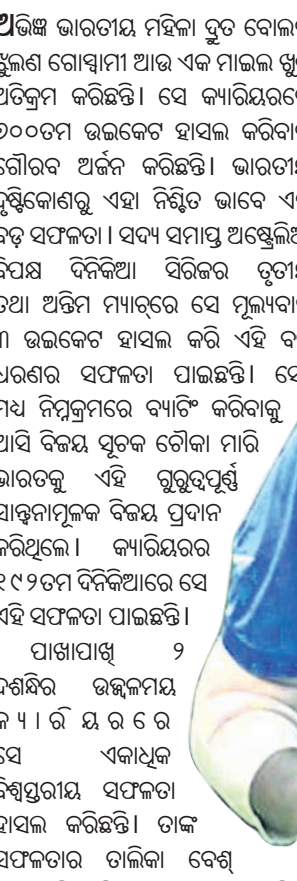 ଅଭିଜ୍ଞ ଭାରତୀୟ ମହିଳା ଦ୍ରୁତ ବୋଲର
ଝୁଲଣ ଗୋସ୍ୱାମୀ ଆଉ ଏକ ମାଇଲ ଖୁଣ୍ଟ
ଅତିକ୍ରମ କରିଛନ୍ତି। ସେ କ୍ୟାରିୟରରେ
୬୦୦ତମ ଉଇକେଟ ହାସଲ କରିବାର
ଗୌରବ ଅର୍ଜନ କରିଛନ୍ତି। ଭାରତୀୟ
ଦୃଷ୍ଟିକୋଣରୁ ଏହା ନିଶ୍ଚିତ ଭାବେ ଏକ
ବଡ଼ ସଫଳତା। ସଦ୍ୟ ସମାପ୍ତ ଅଷ୍ଟ୍ରେଲିଆ
ବିପକ୍ଷ ଦିନିକିଆ ସିରିଜର ତୃତୀୟ
ତଥା ଅନ୍ତିମ ମ୍ୟାଚ୍‌ରେ ସେ ମୂଲ୍ୟବାନ
୩ ଉଇକେଟ ହାସଲ କରି ଏହି ବଡ଼
ଧରଣର ସଫଳତା ପାଇଛନ୍ତି। ସେ
ମଧ୍ୟ ନିମ୍ନକ୍ରମରେ ବ୍ୟାଟିଂ କରିବାକୁ
ଆସି ବିଜୟ ସୂଚକ ଚୌକା ମାରି
ଭାରତକୁ ଏହି ଗୁରୁତ୍ୱପୂର୍ଣ୍ଣ
ସାନ୍ତ୍ୱନାମୂଳକ ବିଜୟ ପ୍ରଦାନ
କରିଥିଲେ। କ୍ୟାରିୟରର
୧୯୨ତମ ଦିନିକିଆରେ ସେ
ଏହି ସଫଳତା ପାଇଛନ୍ତି।
ପାଖାପାଖି ୨
ଦଶନ୍ଧିର ଉଜ୍ଜ୍ୱଳମୟ
କ୍ୟାରିୟରରେ
ସେ ଏକାଧିକ
ବିଶ୍ୱସ୍ତରୀୟ ସଫଳତା
ହାସଲ କରିଛନ୍ତି। ତାଙ୍କ
ସଫଳତାର ତାଲିକା ବେଶ୍